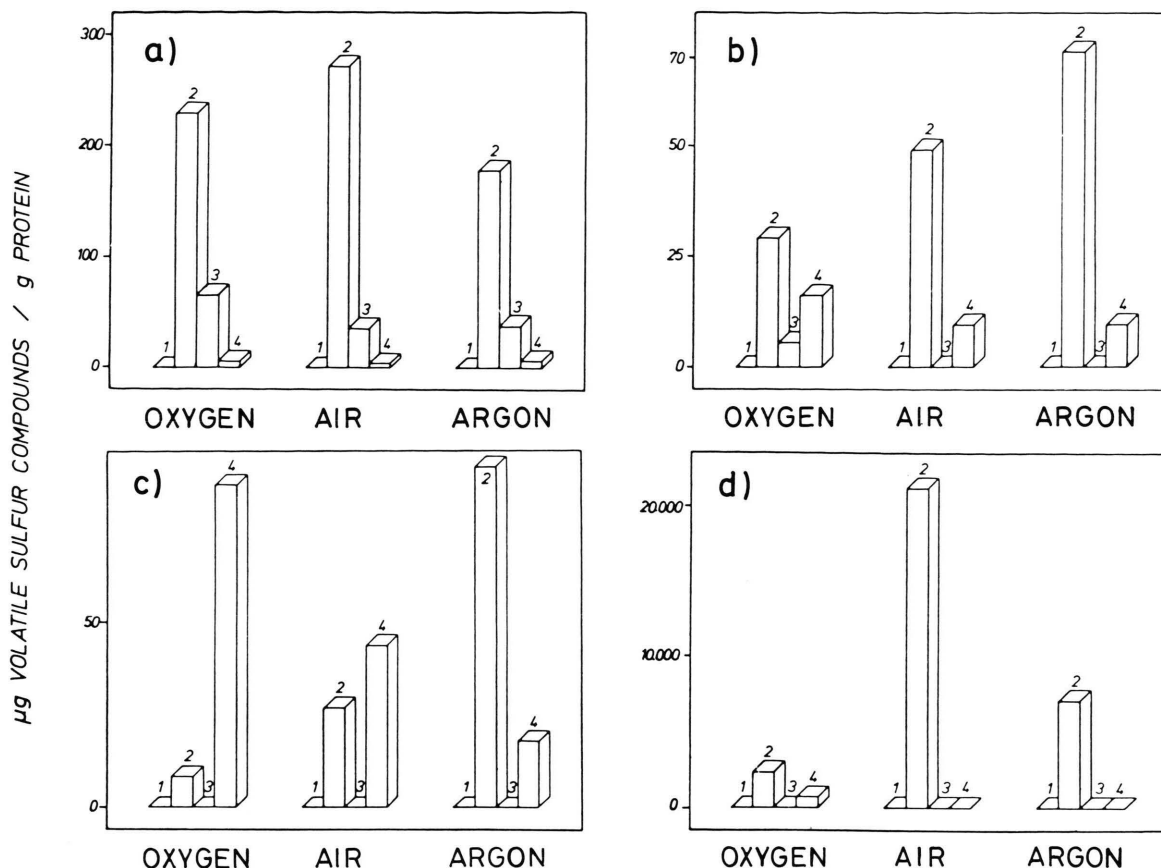 μg VOLATILE SULFUR COMPOUNDS / g PROTEIN
a)
300
200
100
0
1 2 3 4
1 2 3 4
1 2 3 4
OXYGEN AIR ARGON
b)
70
50
25
0
1 2 3 4
1 2 3 4
1 2 3 4
OXYGEN AIR ARGON
c)
50
0
1 2 3 4
1 2 3 4
1 2 3 4
OXYGEN AIR ARGON
d)
20.000
10.000
0
1 2 3 4
1 2 3 4
1 2 3 4
OXYGEN AIR ARGON